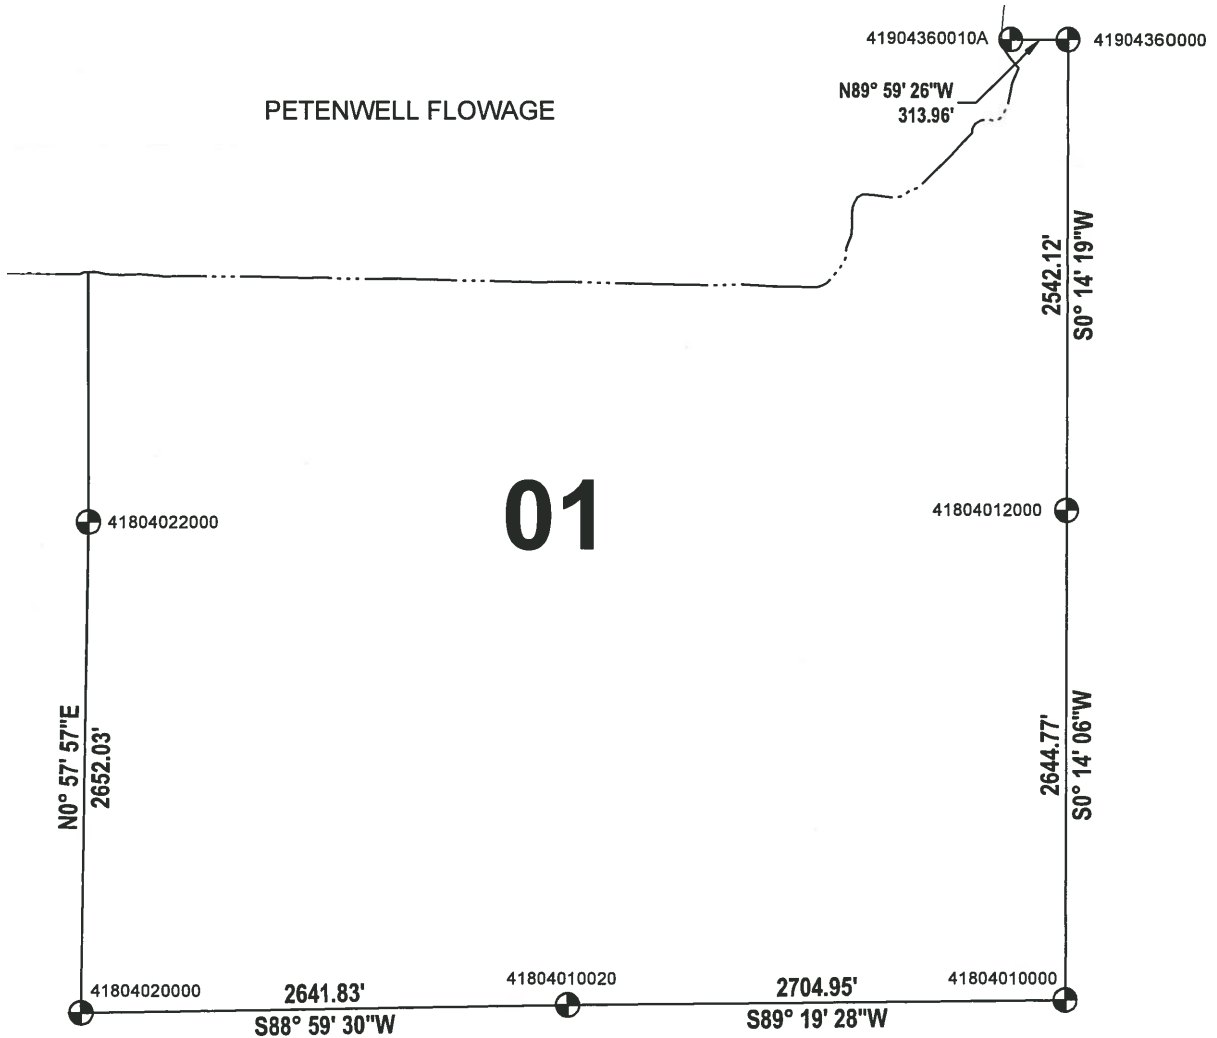 41904360010A
41904360000
N89° 59' 26"W
313.96'
PETENWELL FLOWAGE
2542.12'
S0° 14' 19"W
01
41804022000
41804012000
N0° 57' 57"E
2652.03'
2644.77'
S0° 14' 06"W
41804020000
2641.83'
S88° 59' 30"W
41804010020
2704.95'
S89° 19' 28"W
41804010000